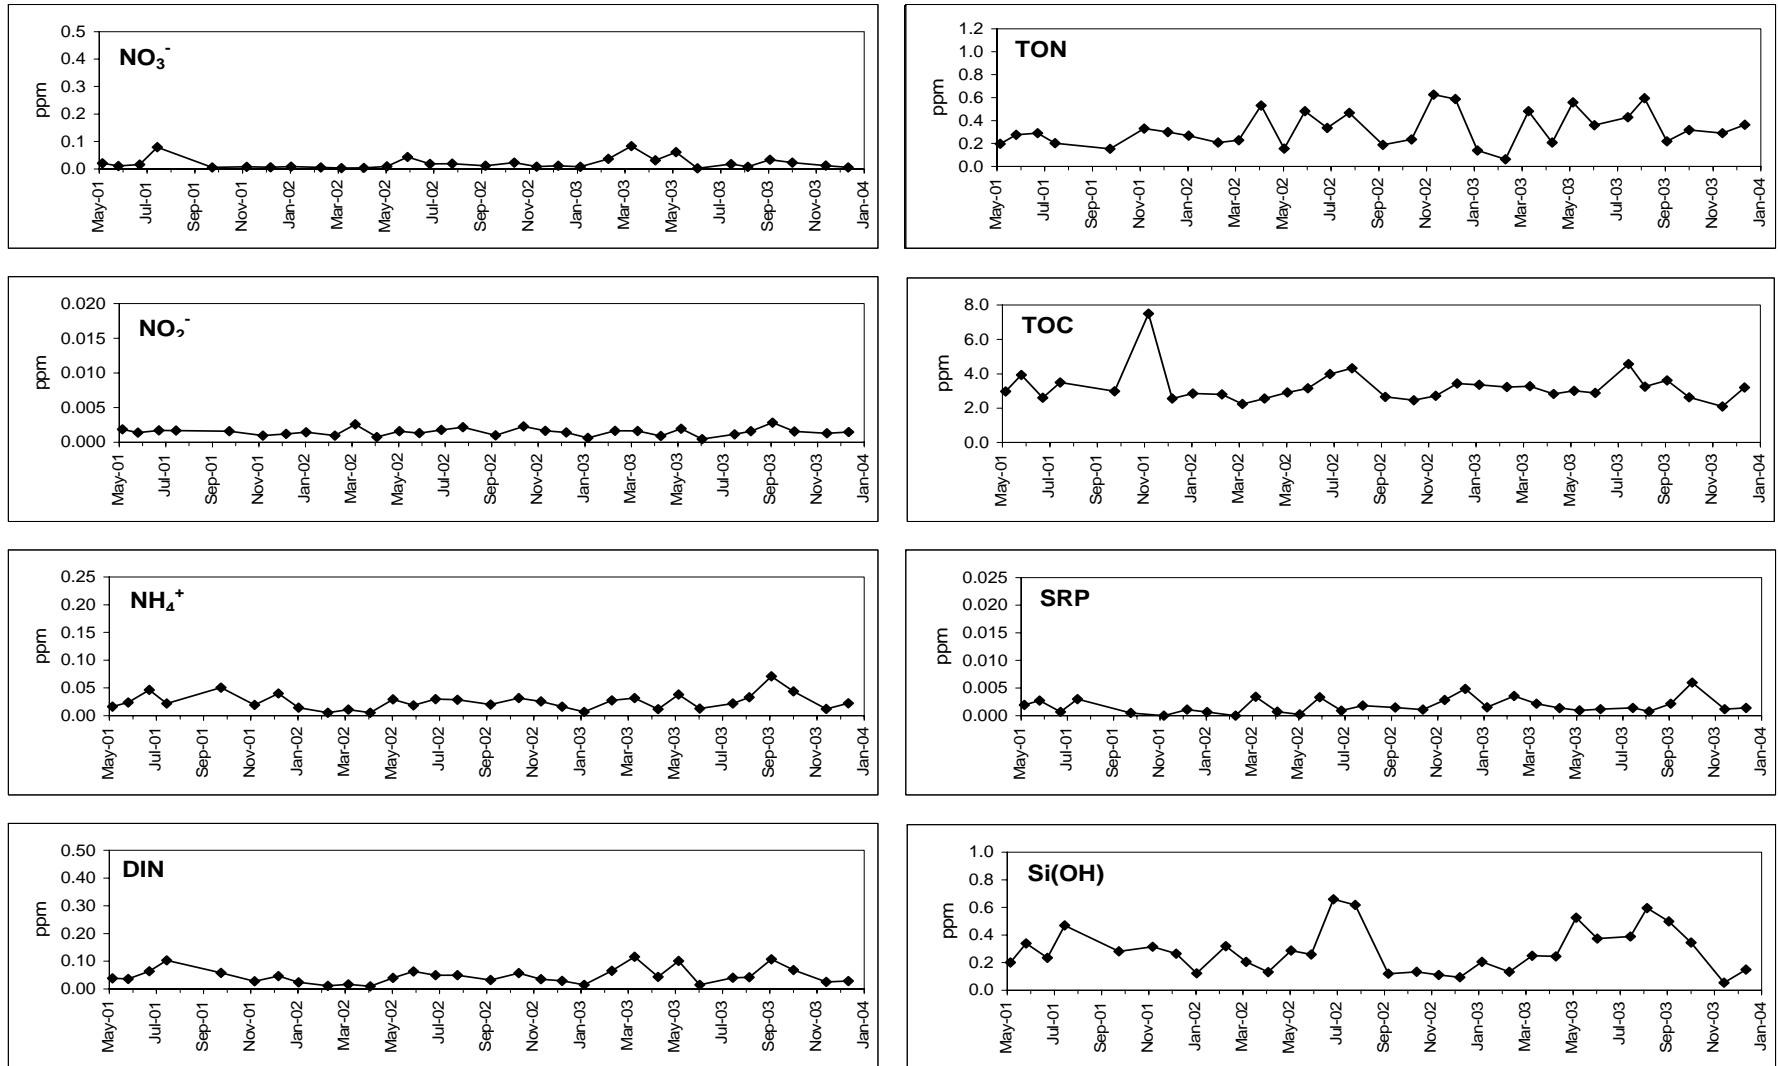 NO₃⁻
ppm
0.5
0.4
0.3
0.2
0.1
0.0
May-01 Jul-01 Sep-01 Nov-01 Jan-02 Mar-02 May-02 Jul-02 Sep-02 Nov-02 Jan-03 Mar-03 May-03 Jul-03 Sep-03 Nov-03 Jan-04
TON
ppm
1.2
1.0
0.8
0.6
0.4
0.2
0.0
May-01 Jul-01 Sep-01 Nov-01 Jan-02 Mar-02 May-02 Jul-02 Sep-02 Nov-02 Jan-03 Mar-03 May-03 Jul-03 Sep-03 Nov-03 Jan-04
NO₂⁻
ppm
0.020
0.015
0.010
0.005
0.000
May-01 Jul-01 Sep-01 Nov-01 Jan-02 Mar-02 May-02 Jul-02 Sep-02 Nov-02 Jan-03 Mar-03 May-03 Jul-03 Sep-03 Nov-03 Jan-04
TOC
ppm
8.0
6.0
4.0
2.0
0.0
May-01 Jul-01 Sep-01 Nov-01 Jan-02 Mar-02 May-02 Jul-02 Sep-02 Nov-02 Jan-03 Mar-03 May-03 Jul-03 Sep-03 Nov-03 Jan-04
NH₄⁺
ppm
0.25
0.20
0.15
0.10
0.05
0.00
May-01 Jul-01 Sep-01 Nov-01 Jan-02 Mar-02 May-02 Jul-02 Sep-02 Nov-02 Jan-03 Mar-03 May-03 Jul-03 Sep-03 Nov-03 Jan-04
SRP
ppm
0.025
0.020
0.015
0.010
0.005
0.000
May-01 Jul-01 Sep-01 Nov-01 Jan-02 Mar-02 May-02 Jul-02 Sep-02 Nov-02 Jan-03 Mar-03 May-03 Jul-03 Sep-03 Nov-03 Jan-04
DIN
ppm
0.50
0.40
0.30
0.20
0.10
0.00
May-01 Jul-01 Sep-01 Nov-01 Jan-02 Mar-02 May-02 Jul-02 Sep-02 Nov-02 Jan-03 Mar-03 May-03 Jul-03 Sep-03 Nov-03 Jan-04
Si(OH)
ppm
1.0
0.8
0.6
0.4
0.2
0.0
May-01 Jul-01 Sep-01 Nov-01 Jan-02 Mar-02 May-02 Jul-02 Sep-02 Nov-02 Jan-03 Mar-03 May-03 Jul-03 Sep-03 Nov-03 Jan-04